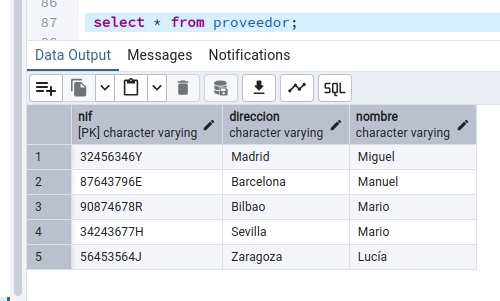 86
87 select * from proveedor;
Data Output Messages Notifications
SQL
nif direccion nombre
[PK] character varying character varying character varying
1 32456346Y Madrid Miguel
2 87643796E Barcelona Manuel
3 90874678R Bilbao Mario
4 34243677H Sevilla Mario
5 56453564J Zaragoza Lucía